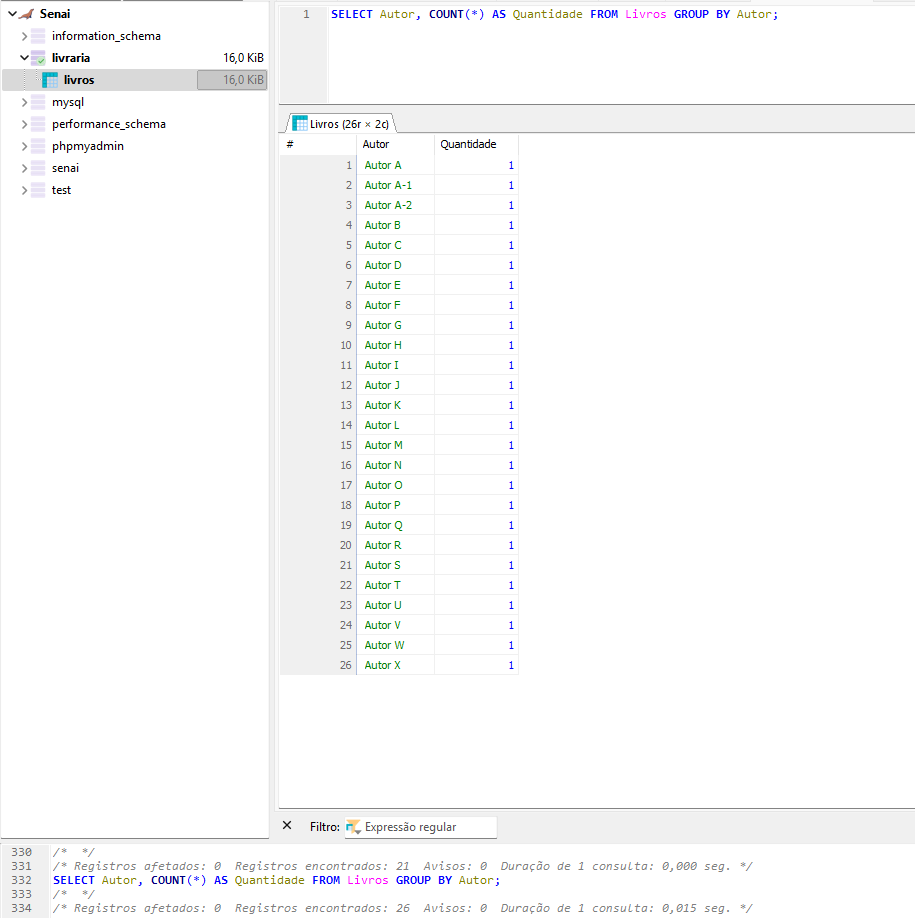 Senai
information_schema
livraria 16,0 KiB
livros 16,0 KiB
mysql
performance_schema
phpmyadmin
senai
test
1 SELECT Autor, COUNT(*) AS Quantidade FROM Livros GROUP BY Autor;
Livros (26r × 2c)
# Autor Quantidade
1 Autor A 1
2 Autor A-1 1
3 Autor A-2 1
4 Autor B 1
5 Autor C 1
6 Autor D 1
7 Autor E 1
8 Autor F 1
9 Autor G 1
10 Autor H 1
11 Autor I 1
12 Autor J 1
13 Autor K 1
14 Autor L 1
15 Autor M 1
16 Autor N 1
17 Autor O 1
18 Autor P 1
19 Autor Q 1
20 Autor R 1
21 Autor S 1
22 Autor T 1
23 Autor U 1
24 Autor V 1
25 Autor W 1
26 Autor X 1
Filtro: Expressão regular
330 /* */
331 /* Registros afetados: 0 Registros encontrados: 21 Avisos: 0 Duração de 1 consulta: 0,000 seg. */
332 SELECT Autor, COUNT(*) AS Quantidade FROM Livros GROUP BY Autor;
333 /* */
334 /* Registros afetados: 0 Registros encontrados: 26 Avisos: 0 Duração de 1 consulta: 0,015 seg. */